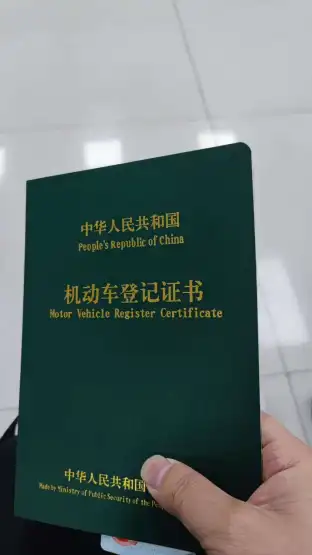 中华人民共和国
People's Republic of China
机动车登记证书
Motor Vehicle Register Certificate
中华人民共和国
Made by Ministry of Public Security of the